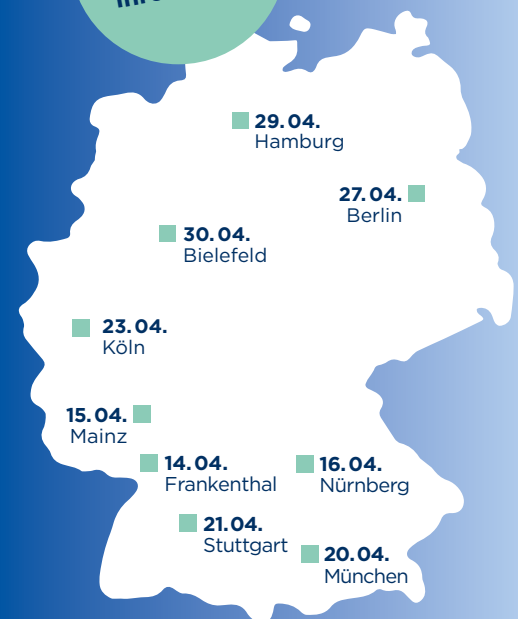 29. 04.
Hamburg
27. 04.
Berlin
30. 04.
Bielefeld
23. 04.
Köln
15. 04.
Mainz
14. 04.
Frankenthal
16. 04.
Nürnberg
21. 04.
Stuttgart
20. 04.
München